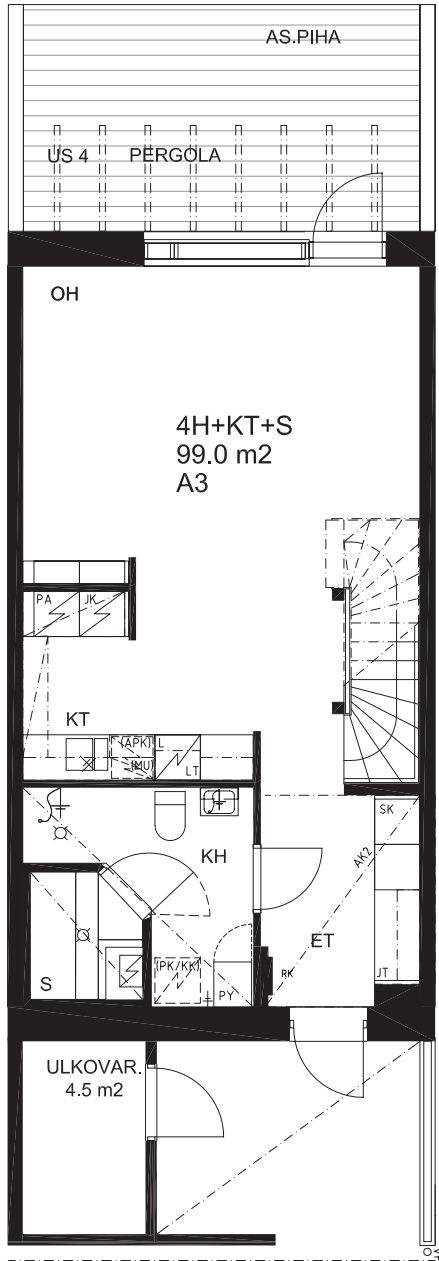 AS.PIHA
US 4 PERGOLA
OH
4H+KT+S
99.0 m2
A3
PA JK
KT
(APK) L
(MU) LT
KH
SK
AK2
ET
S
(PK/KK)
PY
RK
JT
ULKOVAR.
4.5 m2